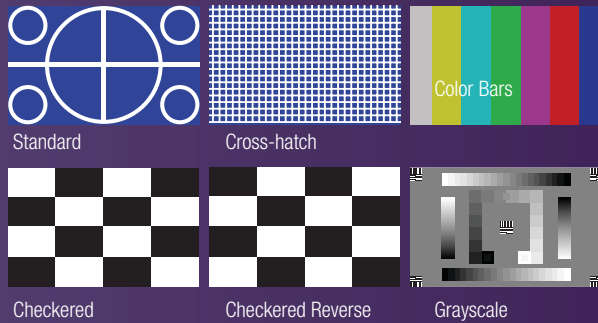 Color Bars
Standard
Cross-hatch
Checkered
Checkered Reverse
Grayscale